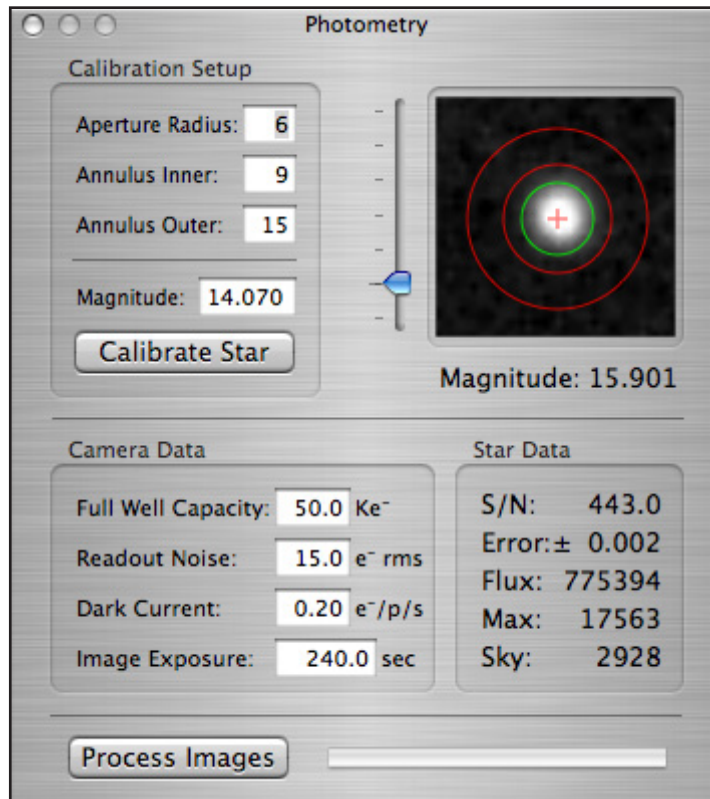 Photometry
Calibration Setup
Aperture Radius: 6
Annulus Inner: 9
Annulus Outer: 15
Magnitude: 14.070
Calibrate Star
Magnitude: 15.901
Camera Data
Full Well Capacity: 50.0 Ke⁻
Readout Noise: 15.0 e⁻ rms
Dark Current: 0.20 e⁻/p/s
Image Exposure: 240.0 sec
Star Data
S/N: 443.0
Error:± 0.002
Flux: 775394
Max: 17563
Sky: 2928
Process Images